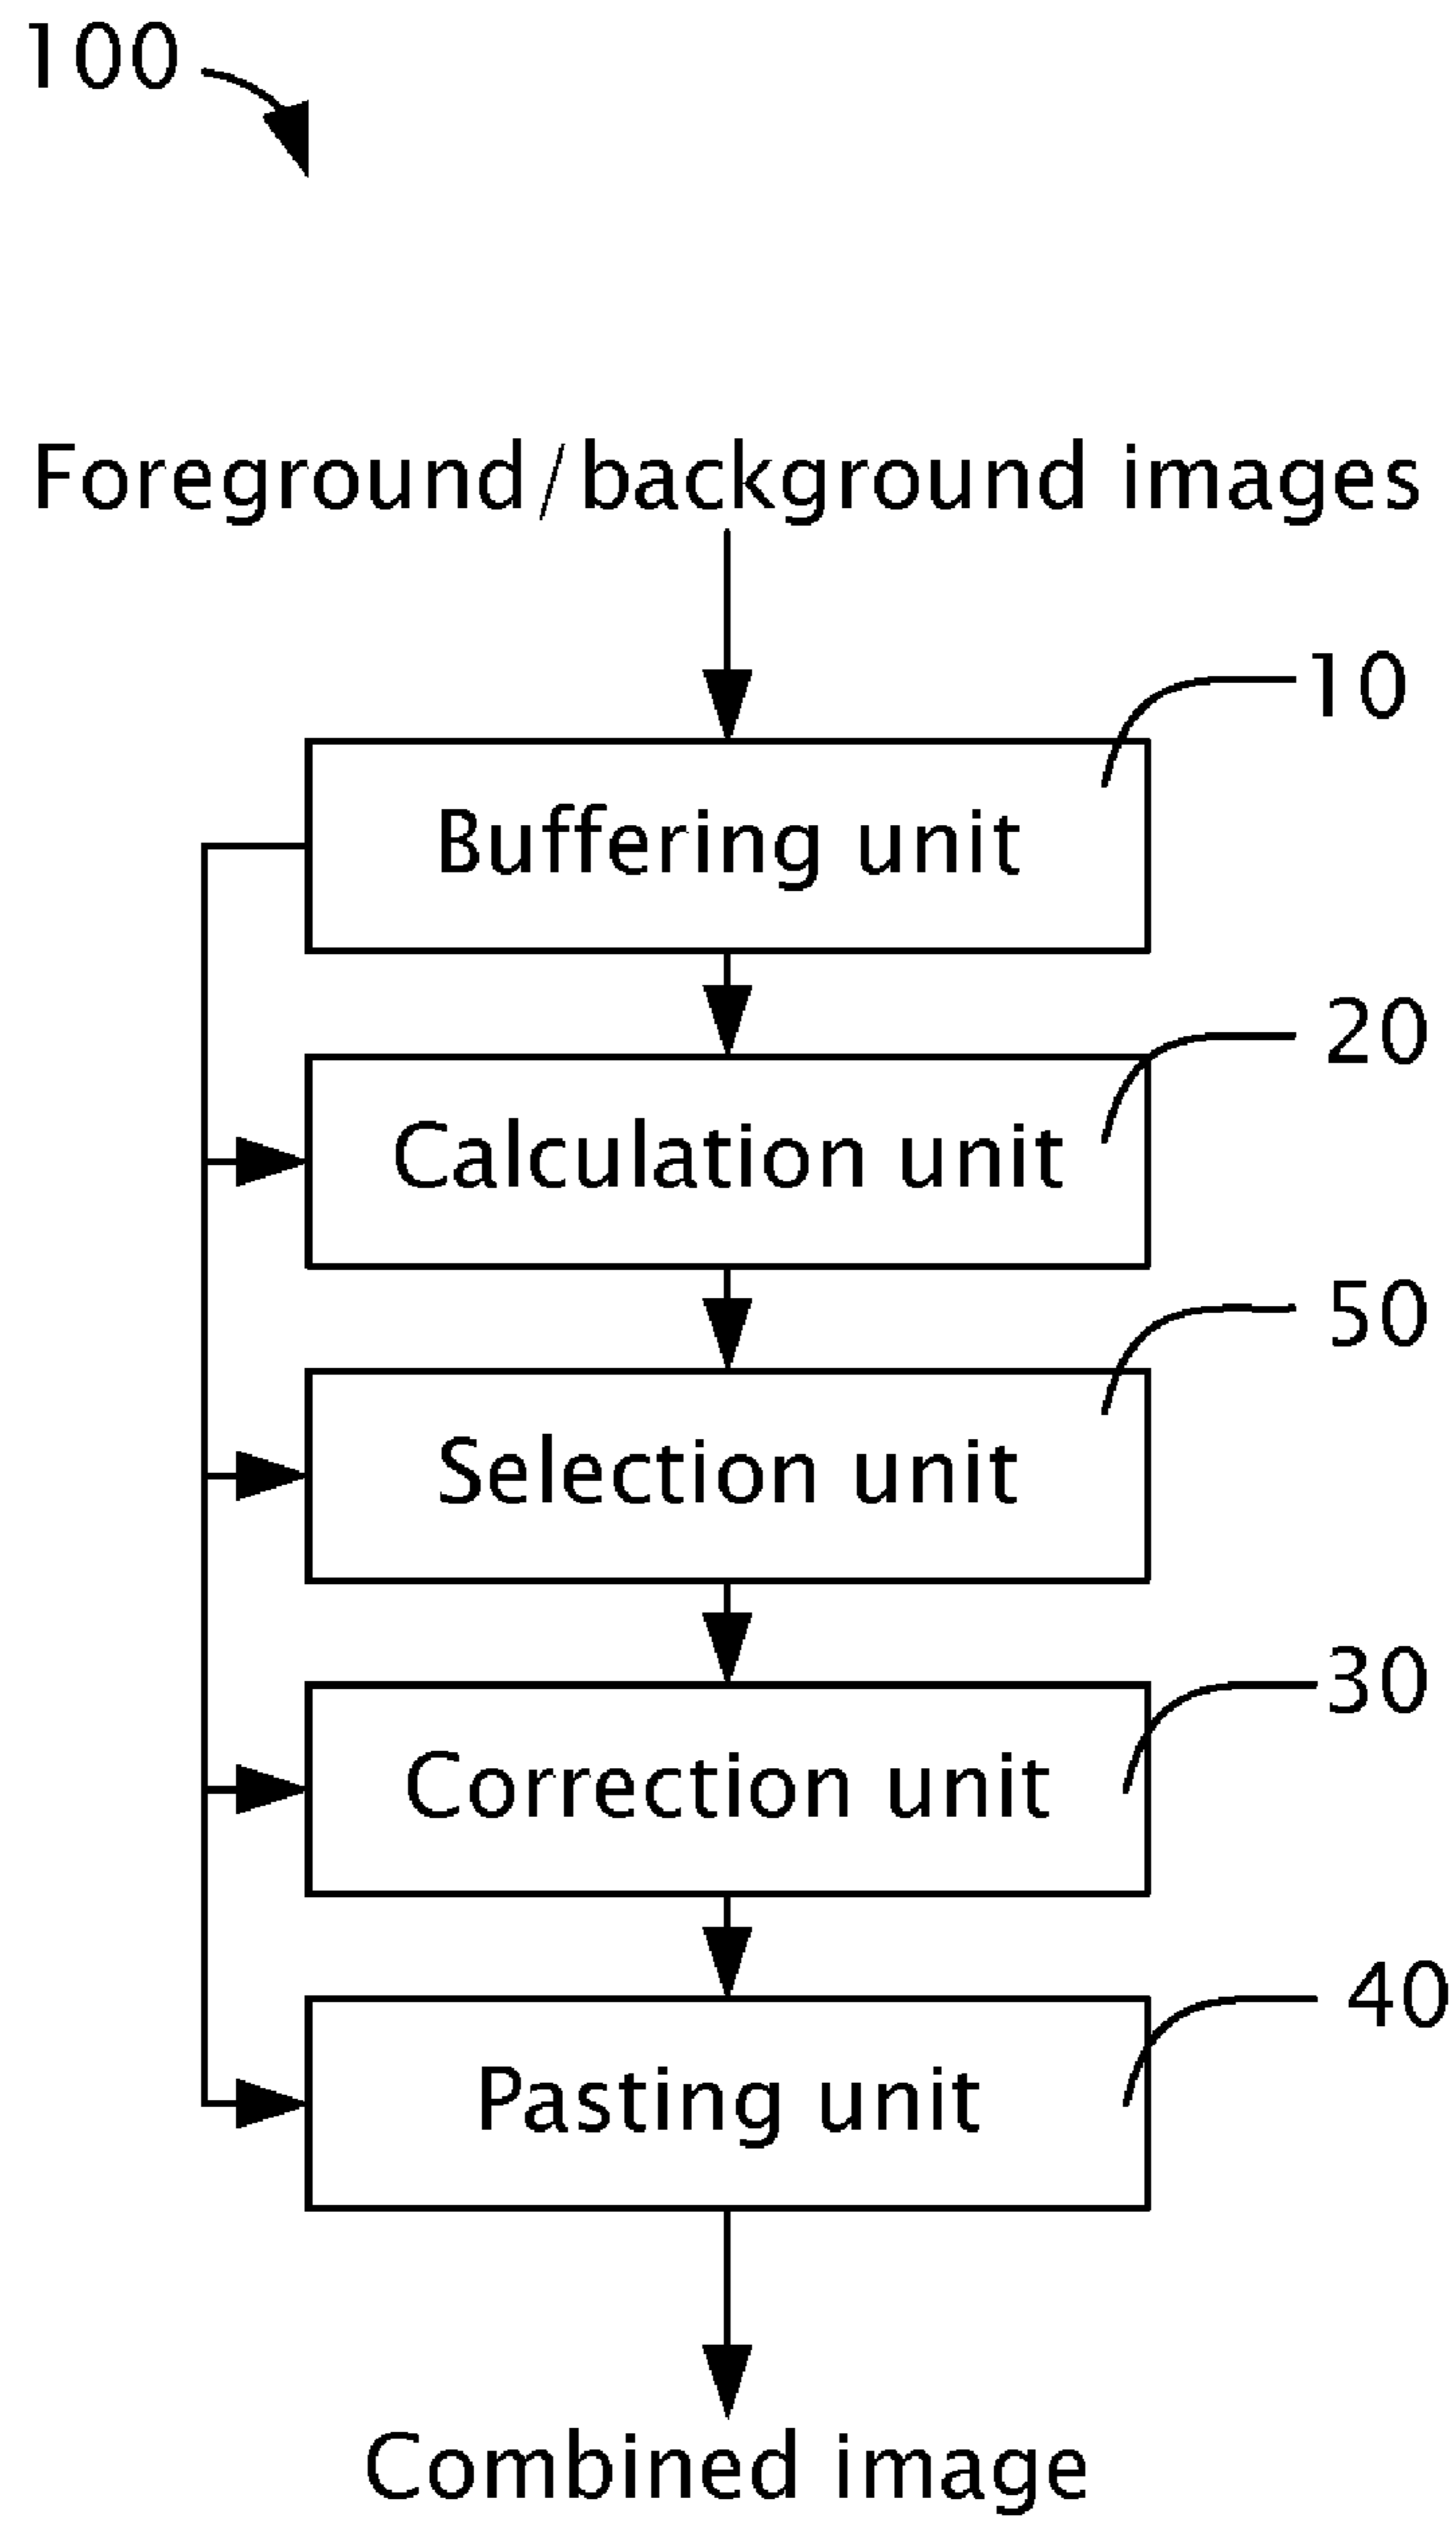 100
Foreground/background images
10
Buffering unit
20
Calculation unit
50
Selection unit
30
Correction unit
40
Pasting unit
Combined image